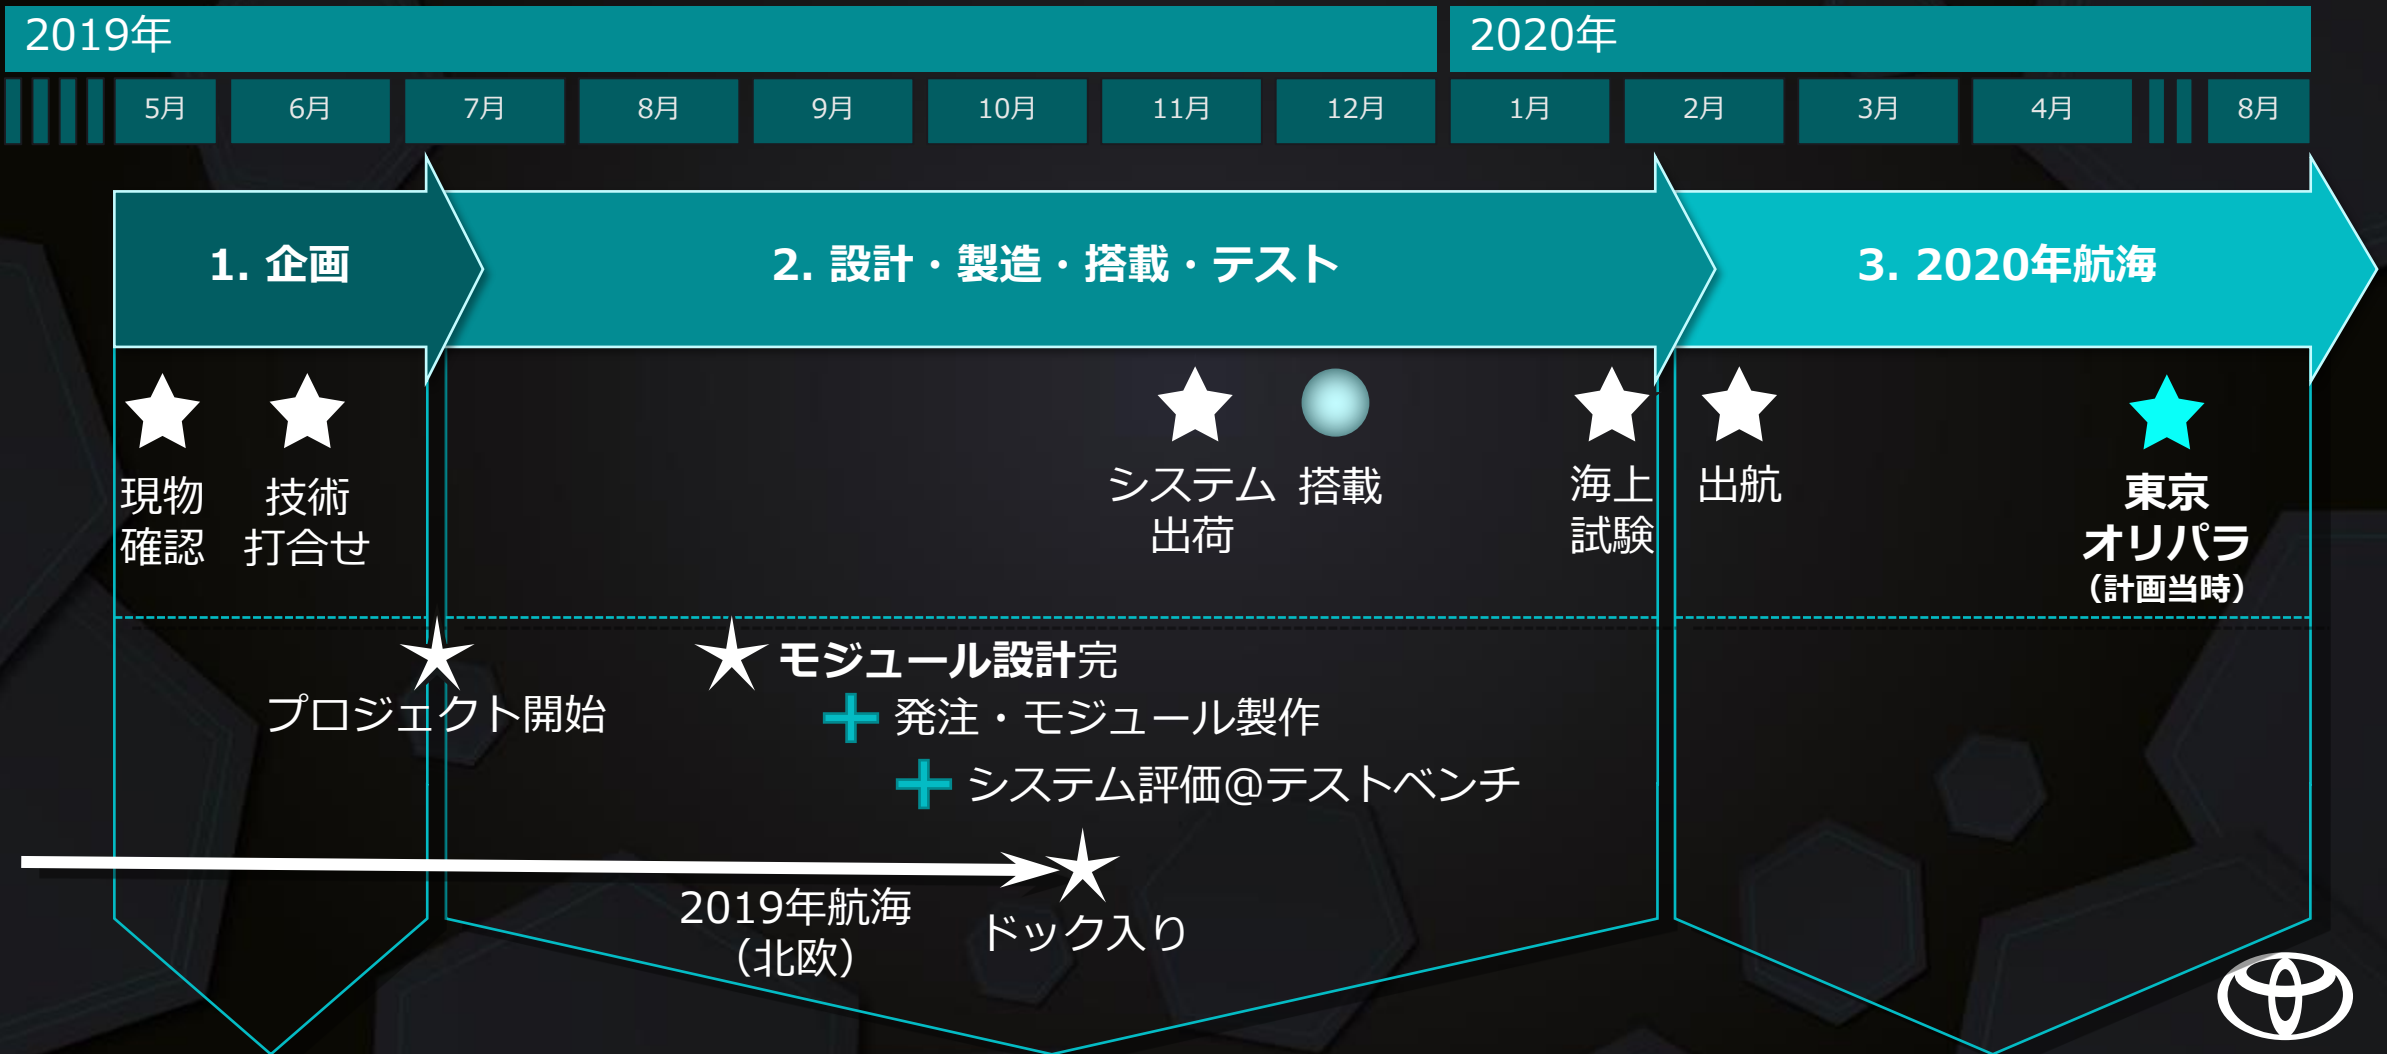 2019年
2020年
5月
6月
7月
8月
9月
10月
11月
12月
1月
2月
3月
4月
8月
1. 企画
2. 設計・製造・搭載・テスト
3. 2020年航海
現物
確認
技術
打合せ
システム
出荷
搭載
海上
試験
出航
東京
オリパラ
（計画当時）
プロジェクト開始
モジュール設計完
発注・モジュール製作
システム評価@テストベンチ
2019年航海
（北欧）
ドック入り